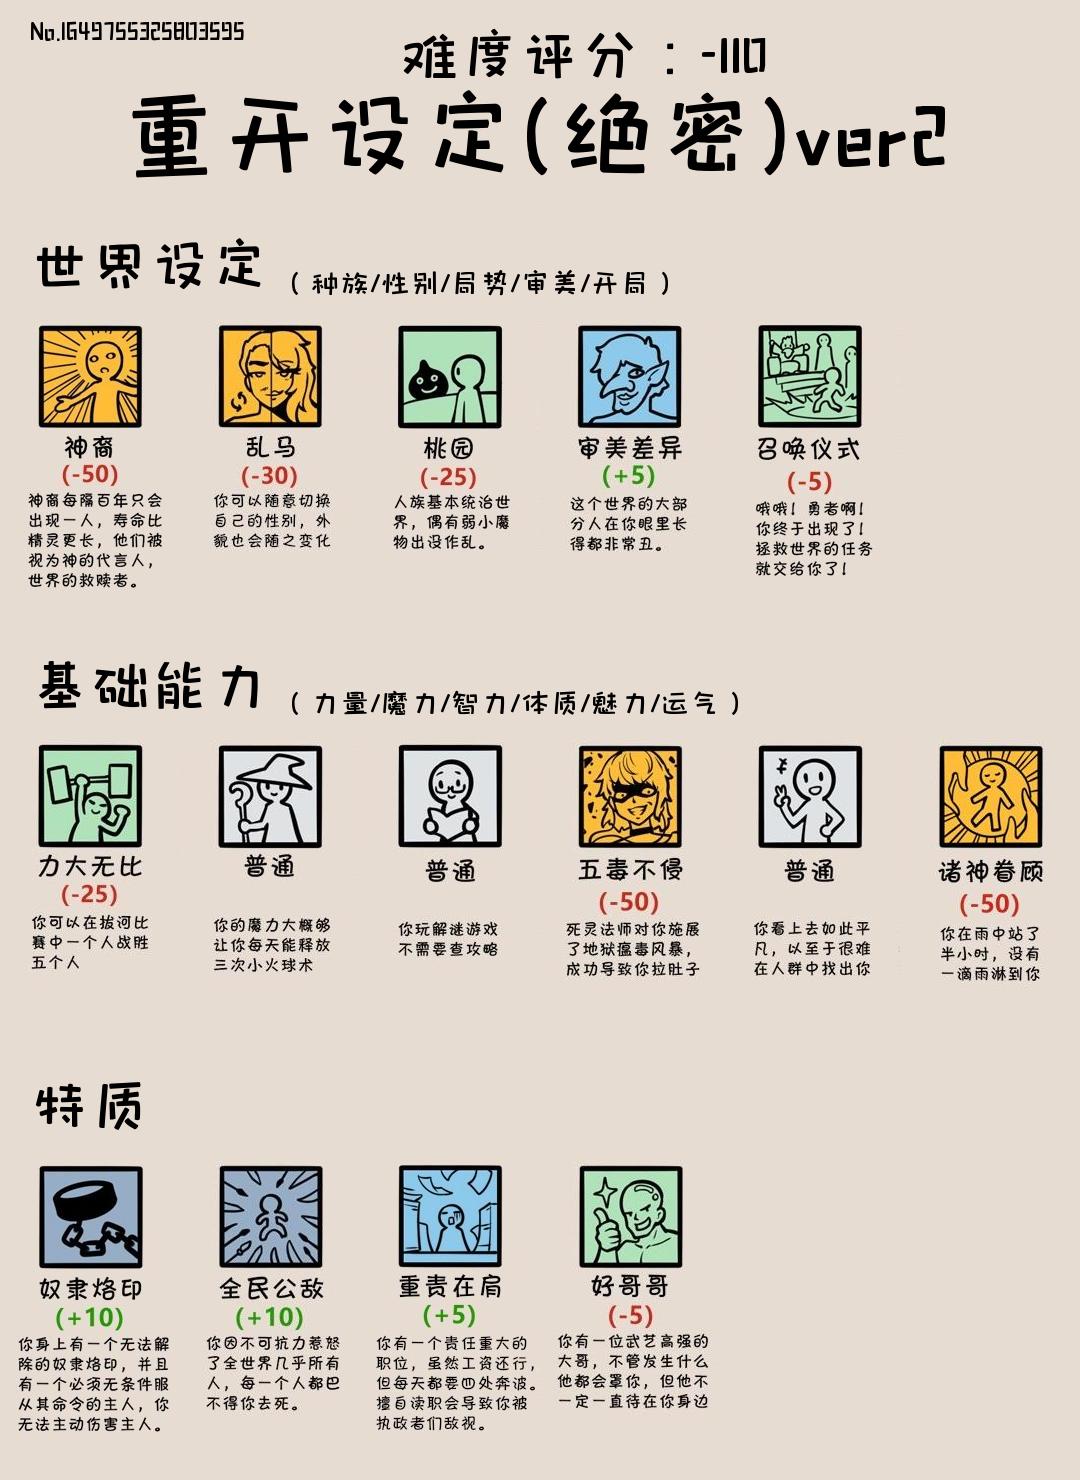 No.1649755325803595
难度评分：-110
重开设定(绝密)ver2
世界设定（种族/性别/局势/审美/开局）
神裔
(-50)
神裔每隔百年只会
出现一人，寿命比
精灵更长，他们被
视为神的代言人，
世界的救赎者。
乱马
(-30)
你可以随意切换
自己的性别，外
貌也会随之变化
桃园
(-25)
人族基本统治世
界，偶有弱小魔
物出没作乱。
审美差异
(+5)
这个世界的大部
分人在你眼里长
得都非常丑。
召唤仪式
(-5)
哦哦！勇者啊！
你终于出现了！
拯救世界的任务
就交给你了！
基础能力（力量/魔力/智力/体质/魅力/运气）
力大无比
(-25)
你可以在拔河比
赛中一个人战胜
五个人
普通
你的魔力大概够
让你每天能释放
三次小火球术
普通
你玩解谜游戏
不需要查攻略
五毒不侵
(-50)
死灵法师对你施展
了地狱瘟毒风暴，
成功导致你拉肚子
普通
你看上去如此平
凡，以至于很难
在人群中找出你
诸神眷顾
(-50)
你在雨中站了
半小时，没有
一滴雨淋到你
特质
奴隶烙印
(+10)
你身上有一个无法解
除的奴隶烙印，并且
有一个必须无条件服
从其命令的主人，你
无法主动伤害主人。
全民公敌
(+10)
你因不可抗力惹怒
了全世界几乎所有
人，每一个人都巴
不得你去死。
重责在肩
(+5)
你有一个责任重大的
职位，虽然工资还行，
但每天都要四处奔波。
擅自读职会导致你被
执政者们敌视。
好哥哥
(-5)
你有一位武艺高强的
大哥，不管发生什么
他都会罩你，但他不
一定一直待在你身边